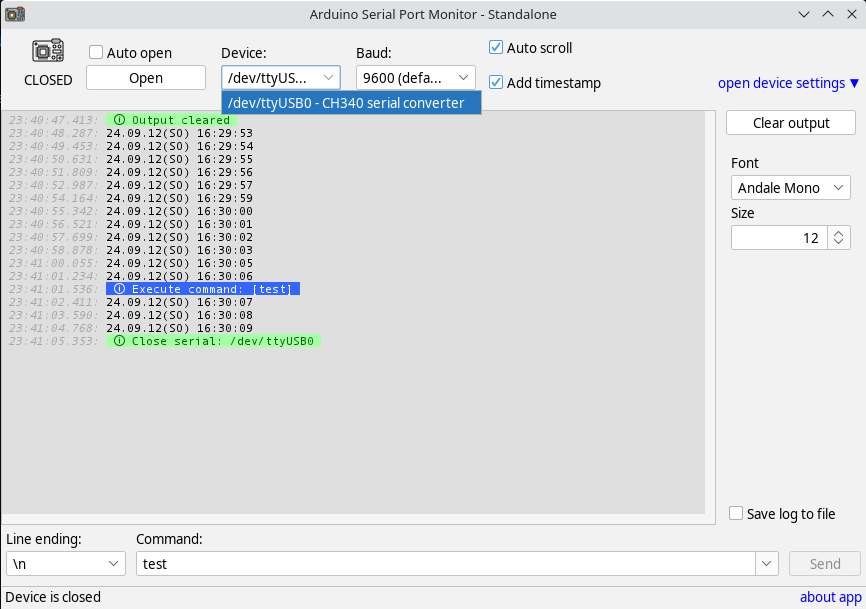 Arduino Serial Port Monitor - Standalone
CLOSED
Auto open
Open
Device:
/dev/ttyUS...
/dev/ttyUSB0 - CH340 serial converter
Baud:
9600 (defa...
Auto scroll
Add timestamp
open device settings ▼
23:40:47.413: ⓘ Output cleared
23:40:48.287: 24.09.12(SO) 16:29:53
23:40:49.453: 24.09.12(SO) 16:29:54
23:40:50.631: 24.09.12(SO) 16:29:55
23:40:51.809: 24.09.12(SO) 16:29:56
23:40:52.987: 24.09.12(SO) 16:29:57
23:40:54.164: 24.09.12(SO) 16:29:59
23:40:55.342: 24.09.12(SO) 16:30:00
23:40:56.521: 24.09.12(SO) 16:30:01
23:40:57.699: 24.09.12(SO) 16:30:02
23:40:58.878: 24.09.12(SO) 16:30:03
23:41:00.055: 24.09.12(SO) 16:30:05
23:41:01.234: 24.09.12(SO) 16:30:06
23:41:01.536: ⓘ Execute command: [test]
23:41:02.411: 24.09.12(SO) 16:30:07
23:41:03.590: 24.09.12(SO) 16:30:08
23:41:04.768: 24.09.12(SO) 16:30:09
23:41:05.353: ⓘ Close serial: /dev/ttyUSB0
Clear output
Font
Andale Mono
Size
12
Save log to file
Line ending:
\n
Command:
test
Send
Device is closed
about app